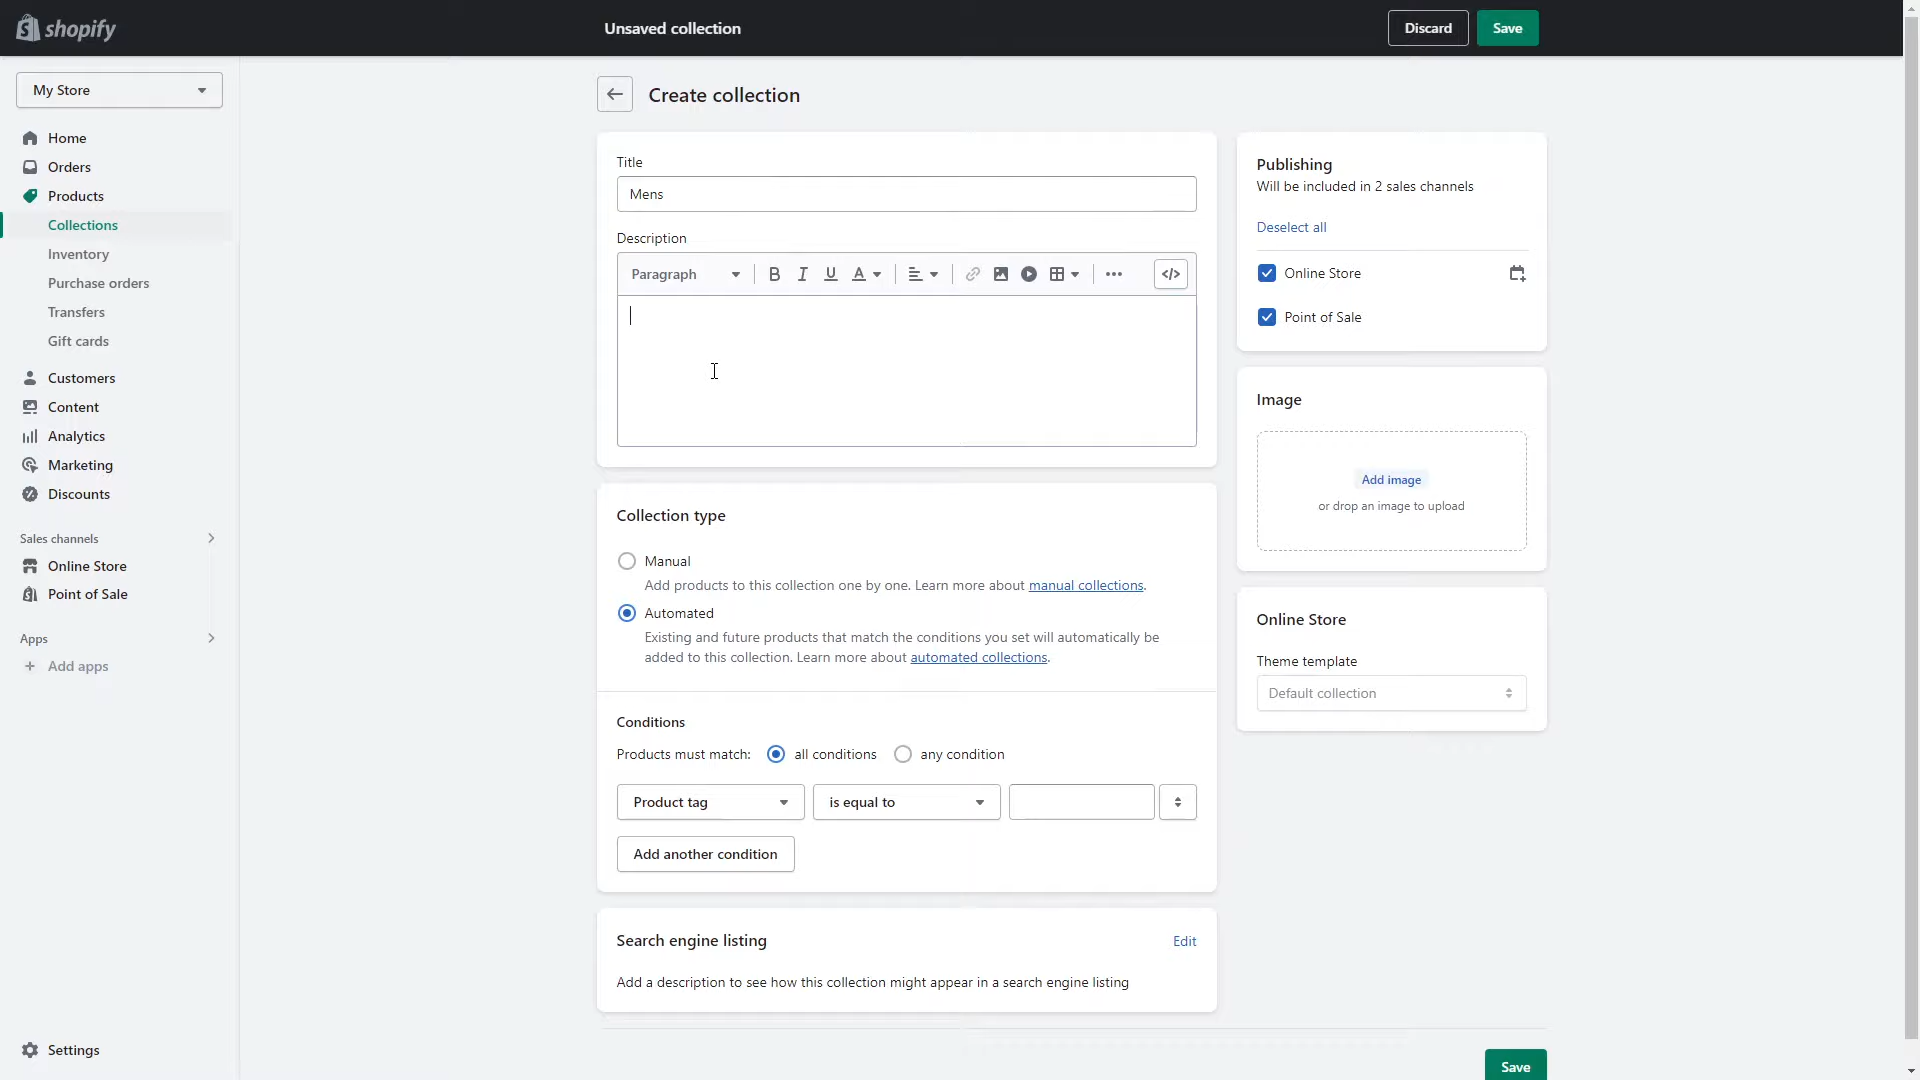 shopify
Unsaved collection
Discard
Save
My Store
Home
Orders
Products
Collections
Inventory
Purchase orders
Transfers
Gift cards
Customers
Content
Analytics
Marketing
Discounts
Sales channels
Online Store
Point of Sale
Apps
Add apps
Settings
Create collection
Title
Mens
Description
Paragraph
Collection type
Manual
Add products to this collection one by one. Learn more about manual collections.
Automated
Existing and future products that match the conditions you set will automatically be
added to this collection. Learn more about automated collections.
Conditions
Products must match: all conditions any condition
Product tag is equal to
Add another condition
Search engine listing
Edit
Add a description to see how this collection might appear in a search engine listing
Publishing
Will be included in 2 sales channels
Deselect all
Online Store
Point of Sale
Image
Add image
or drop an image to upload
Online Store
Theme template
Default collection
Save